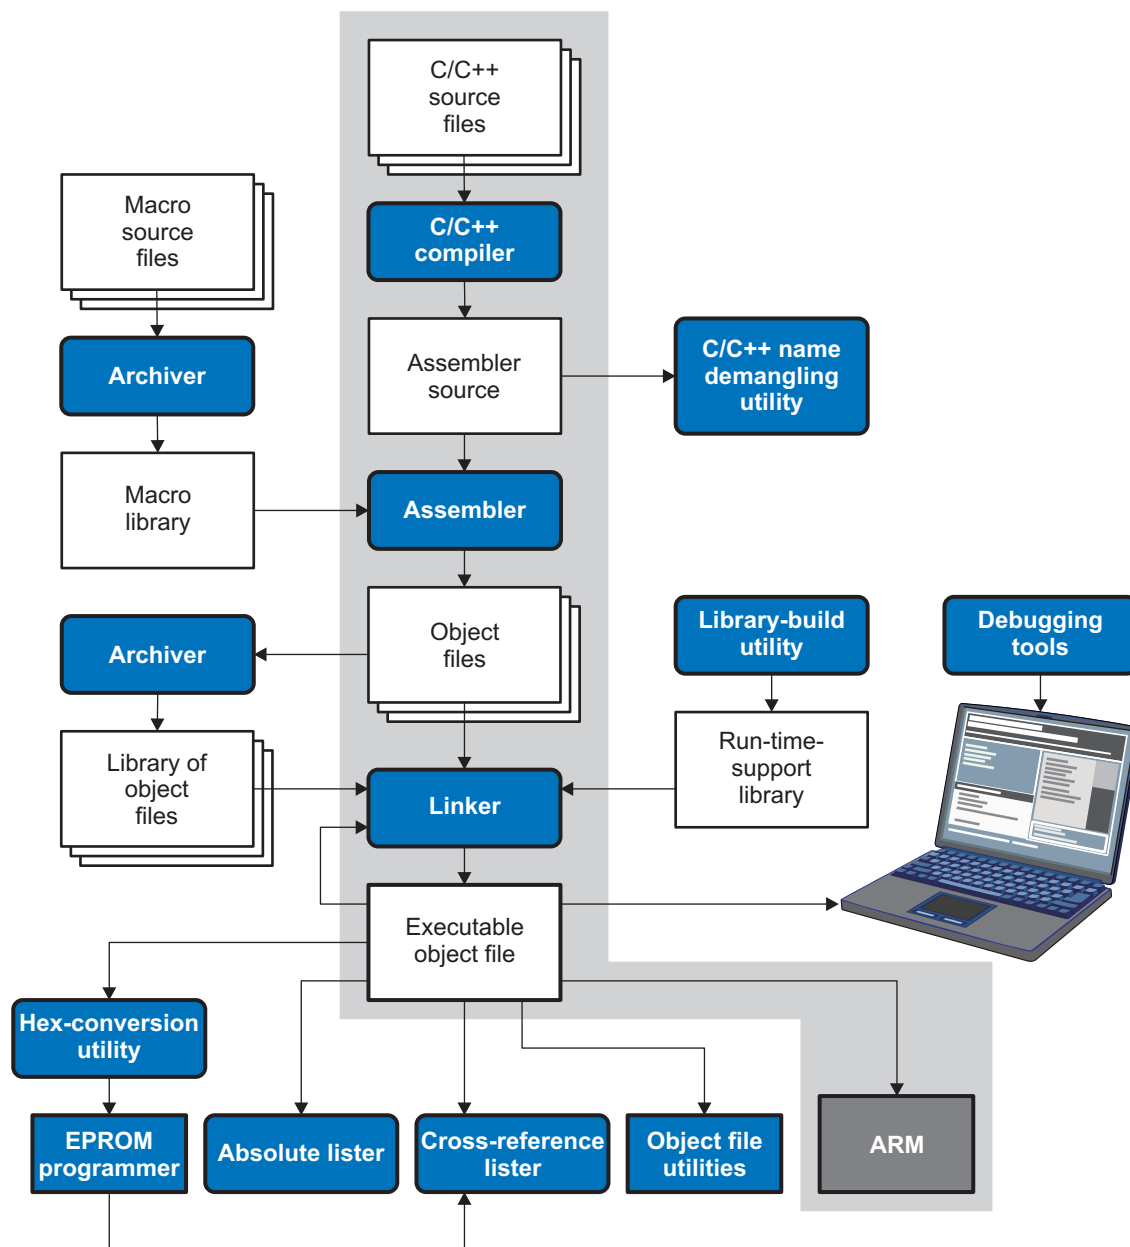 C/C++
source
files
Macro
source
files
C/C++
compiler
Archiver
Assembler
source
C/C++ name
demangling
utility
Macro
library
Assembler
Archiver
Object
files
Library-build
utility
Debugging
tools
Library of
object
files
Linker
Run-time-
support
library
Executable
object file
Hex-conversion
utility
EPROM
programmer
Absolute lister
Cross-reference
lister
Object file
utilities
ARM